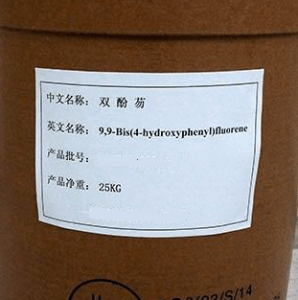 中文名称： 双 酚 芴
英文名称： 9,9-Bis(4-hydroxyphenyl)fluorene
产品批号：
产品净重： 25KG